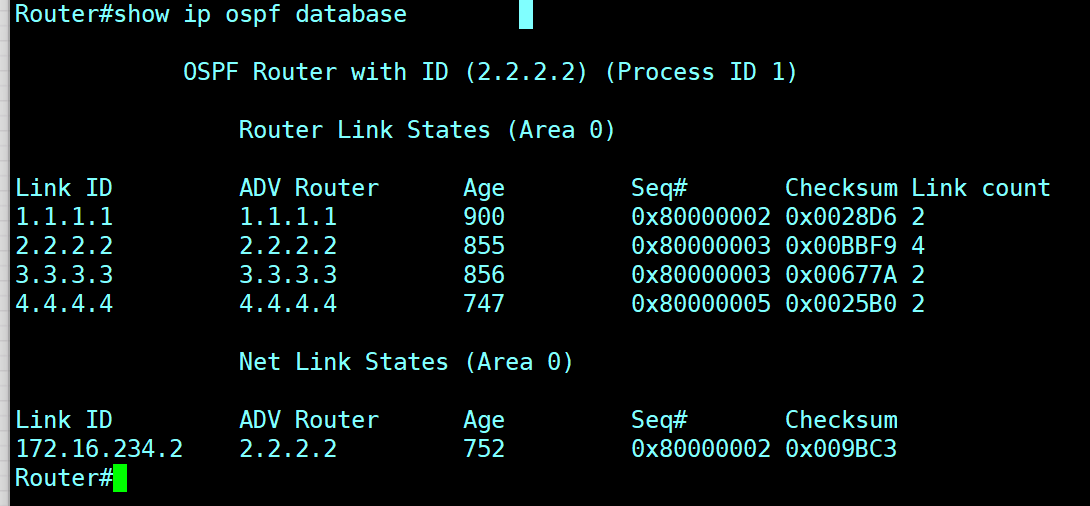 Router#show ip ospf database
OSPF Router with ID (2.2.2.2) (Process ID 1)
Router Link States (Area 0)
Link ID ADV Router Age Seq# Checksum Link count
1.1.1.1 1.1.1.1 900 0x80000002 0x0028D6 2
2.2.2.2 2.2.2.2 855 0x80000003 0x00BBF9 4
3.3.3.3 3.3.3.3 856 0x80000003 0x00677A 2
4.4.4.4 4.4.4.4 747 0x80000005 0x0025B0 2
Net Link States (Area 0)
Link ID ADV Router Age Seq# Checksum
172.16.234.2 2.2.2.2 752 0x80000002 0x009BC3
Router#